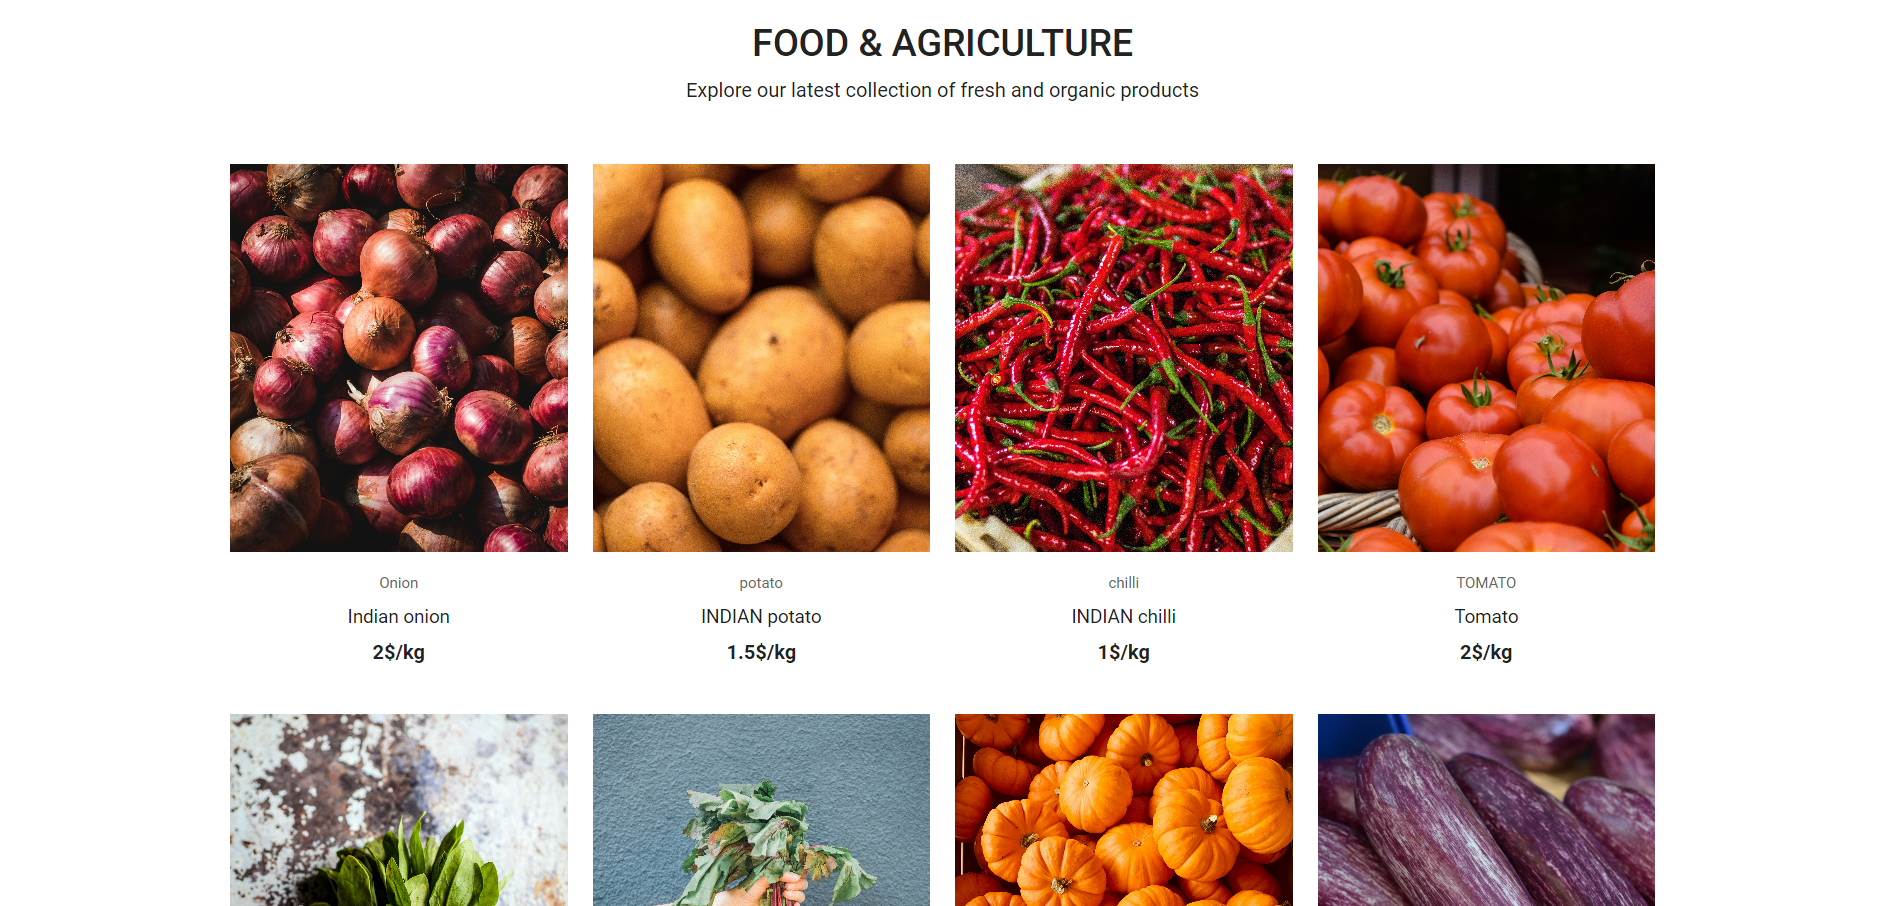 FOOD & AGRICULTURE
Explore our latest collection of fresh and organic products
Onion
Indian onion
2$/kg
potato
INDIAN potato
1.5$/kg
chilli
INDIAN chilli
1$/kg
TOMATO
Tomato
2$/kg